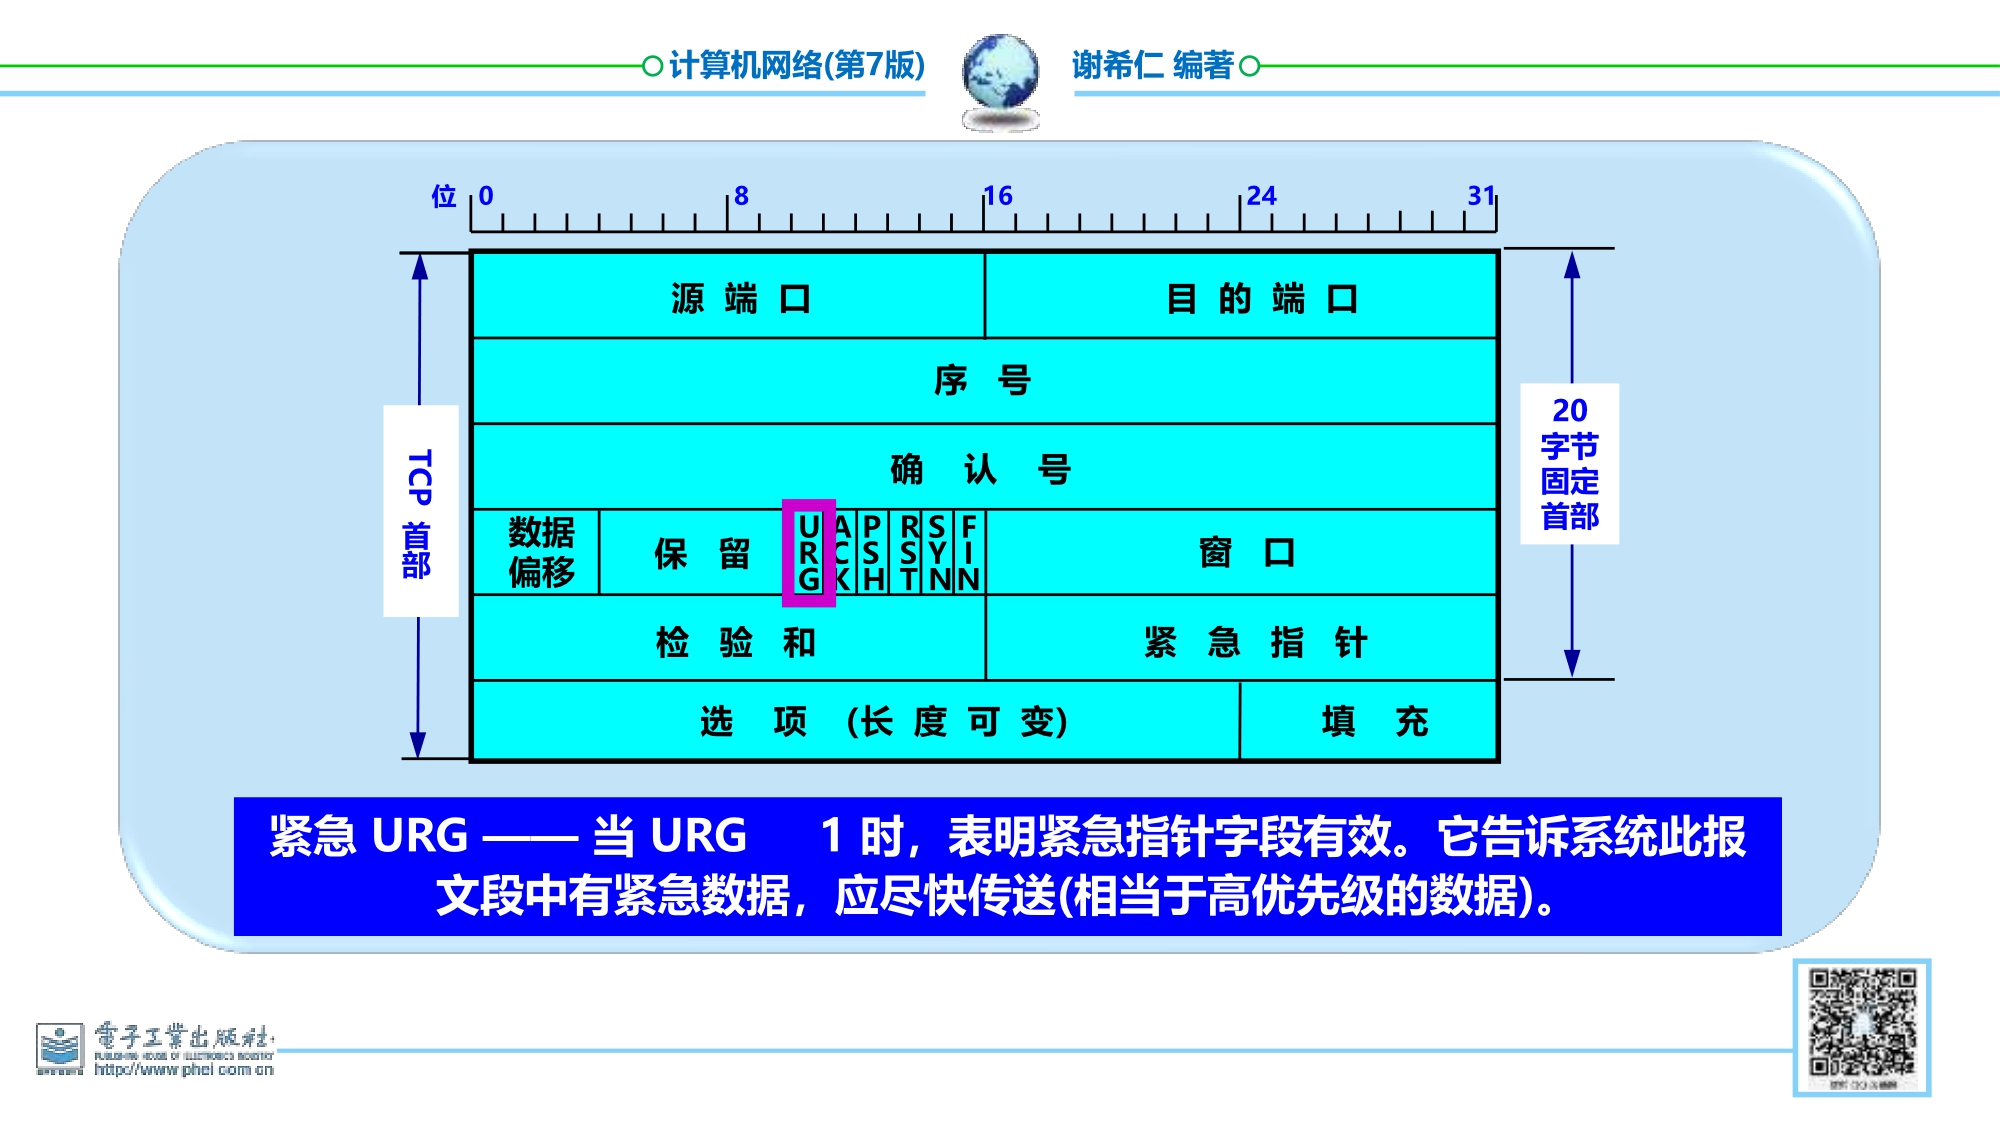 计算机网络(第7版)
谢希仁 编著
位 0 8 16 24 31
源 端 口 目 的 端 口
序 号
确 认 号
数据偏移 保 留 URG ACK PSH RST SYN FIN 窗 口
检 验 和 紧 急 指 针
选 项 (长 度 可 变) 填 充
TCP 首部
20
字节
固定
首部
紧急 URG —— 当 URG 1 时，表明紧急指针字段有效。它告诉系统此报
文段中有紧急数据，应尽快传送(相当于高优先级的数据)。
電子工業出版社
PUBLISHING HOUSE OF ELECTRONICS INDUSTRY
http://www.phei.com.cn